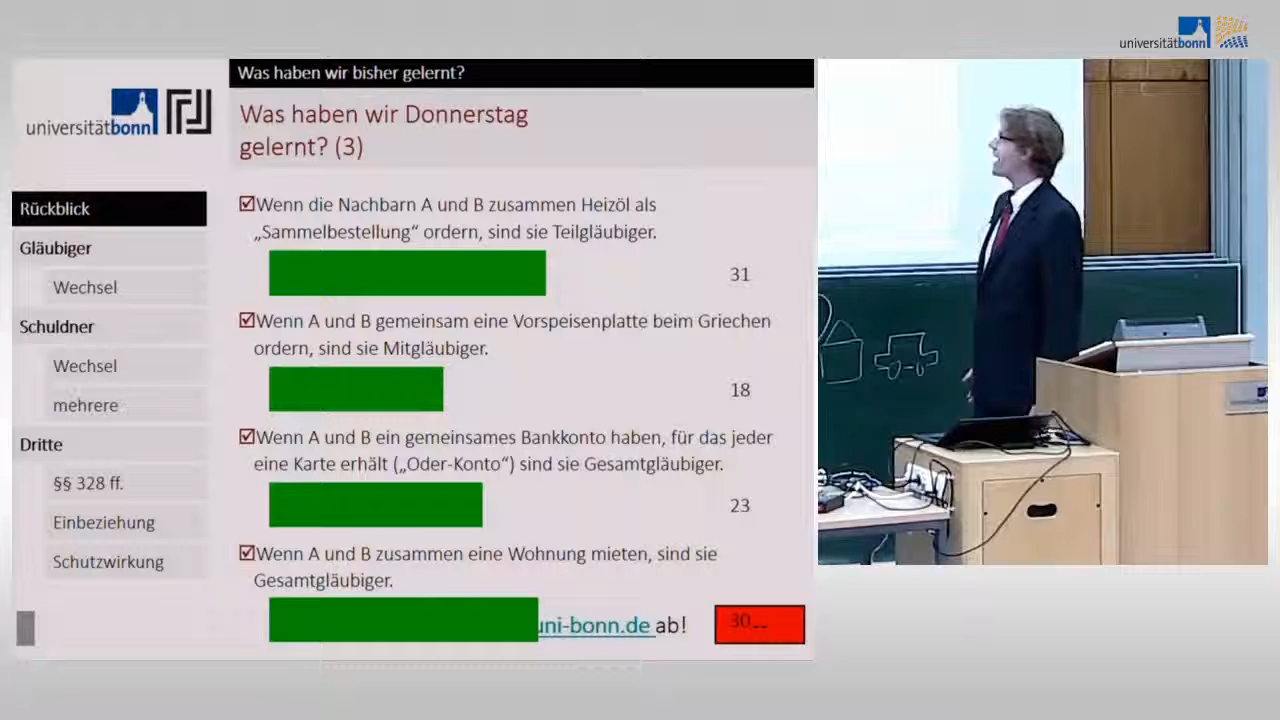 universitätbonn
Was haben wir bisher gelernt?
universitätbonn
Was haben wir Donnerstag
gelernt? (3)
Rückblick
Gläubiger
Wechsel
Schuldner
Wechsel
mehrere
Dritte
§§ 328 ff.
Einbeziehung
Schutzwirkung
Wenn die Nachbarn A und B zusammen Heizöl als
„Sammelbestellung“ ordern, sind sie Teilgläubiger.
31
Wenn A und B gemeinsam eine Vorspeisenplatte beim Griechen
ordern, sind sie Mitgläubiger.
18
Wenn A und B ein gemeinsames Bankkonto haben, für das jeder
eine Karte erhält („Oder-Konto“) sind sie Gesamtgläubiger.
23
Wenn A und B zusammen eine Wohnung mieten, sind sie
Gesamtgläubiger.
uni-bonn.de ab!
30